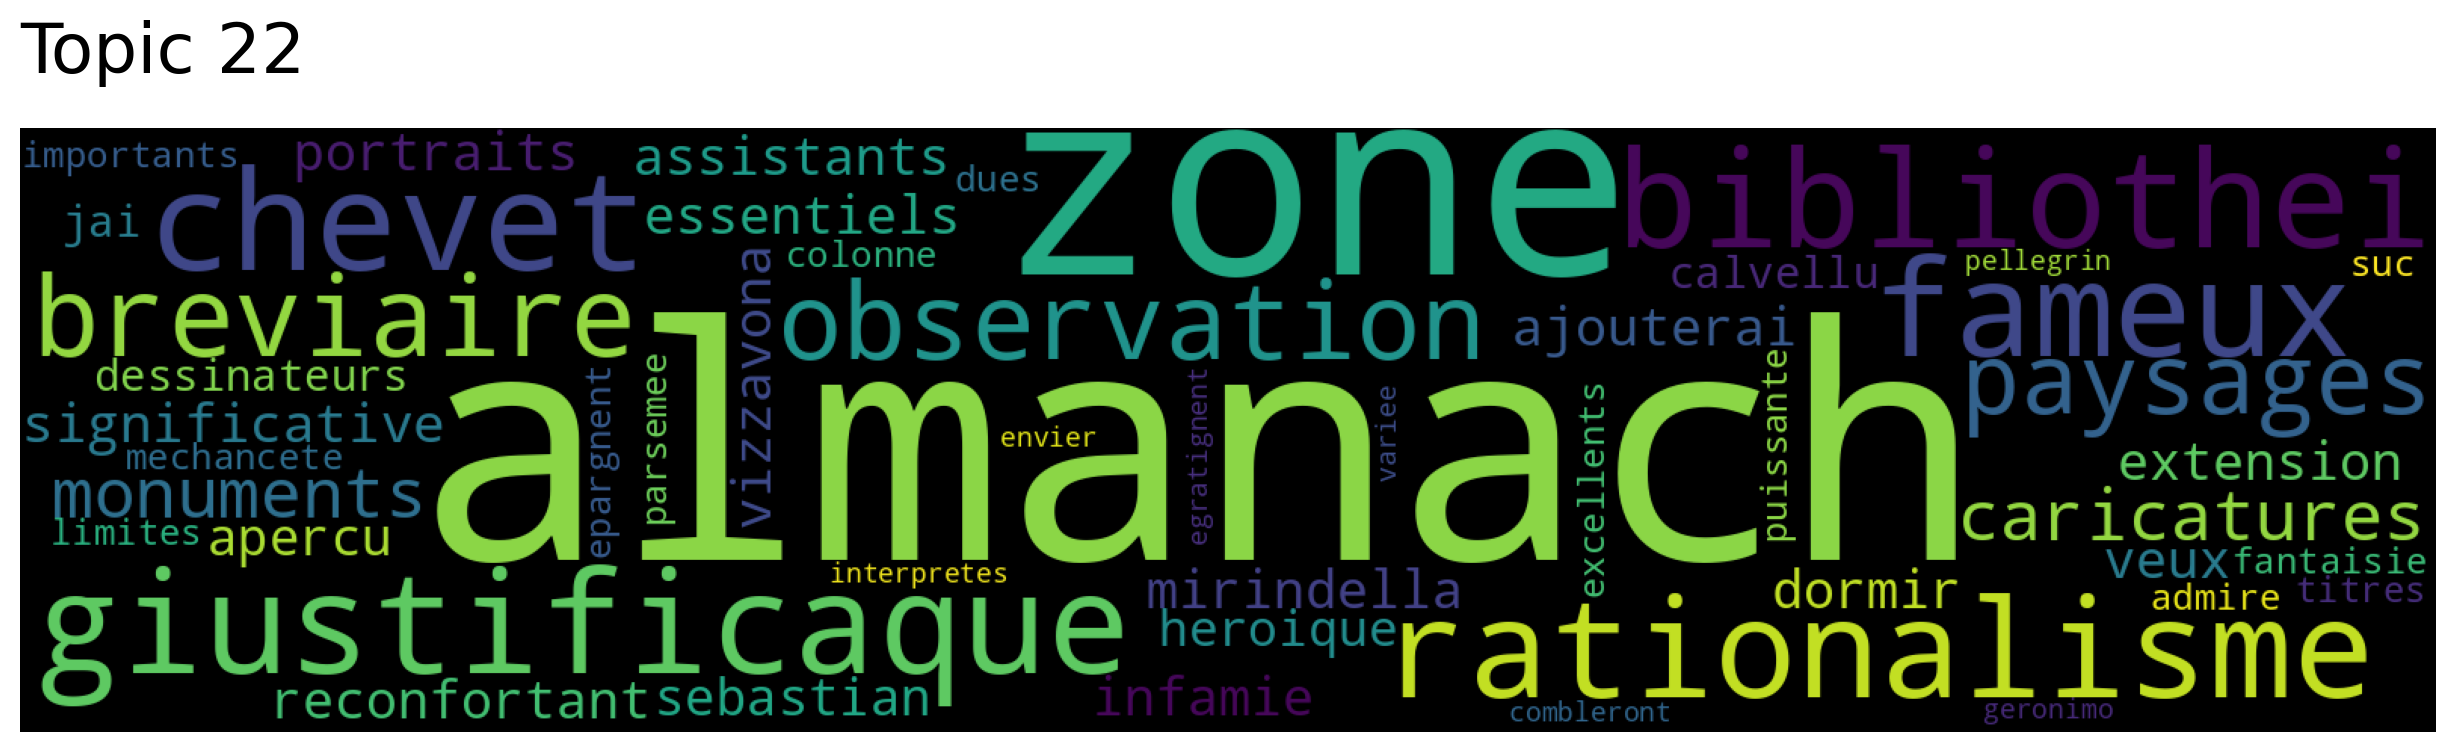 Topic 22
importants
portraits
assistants
dues
zone
bibliothei
jai
chevet
essentiels
colonne
vizzavona
calvellu
pellegrin
suc
breviaire
observation
ajouterai
fameux
dessinateurs
epargnent
parsemee
almanach
envier
egratignent
variee
excellents
puissante
paysages
significative
mechancete
monuments
limites
apercu
extension
caricatures
veux
fantaisie
interpretes
mirindella
dormir
admire
titres
giustificaque
heroique
rationalisme
reconfortant
sebastian
infamie
combleront
geronimo